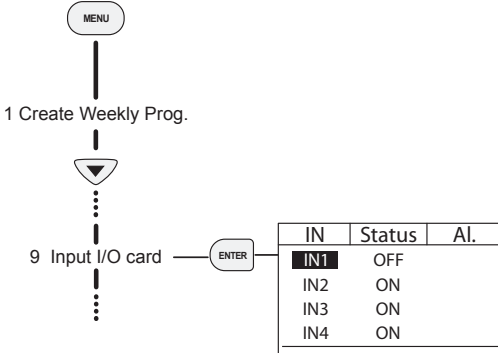 MENU
1 Create Weekly Prog.
9 Input I/O card
ENTER
IN Status Al.
IN1 OFF
IN2 ON
IN3 ON
IN4 ON